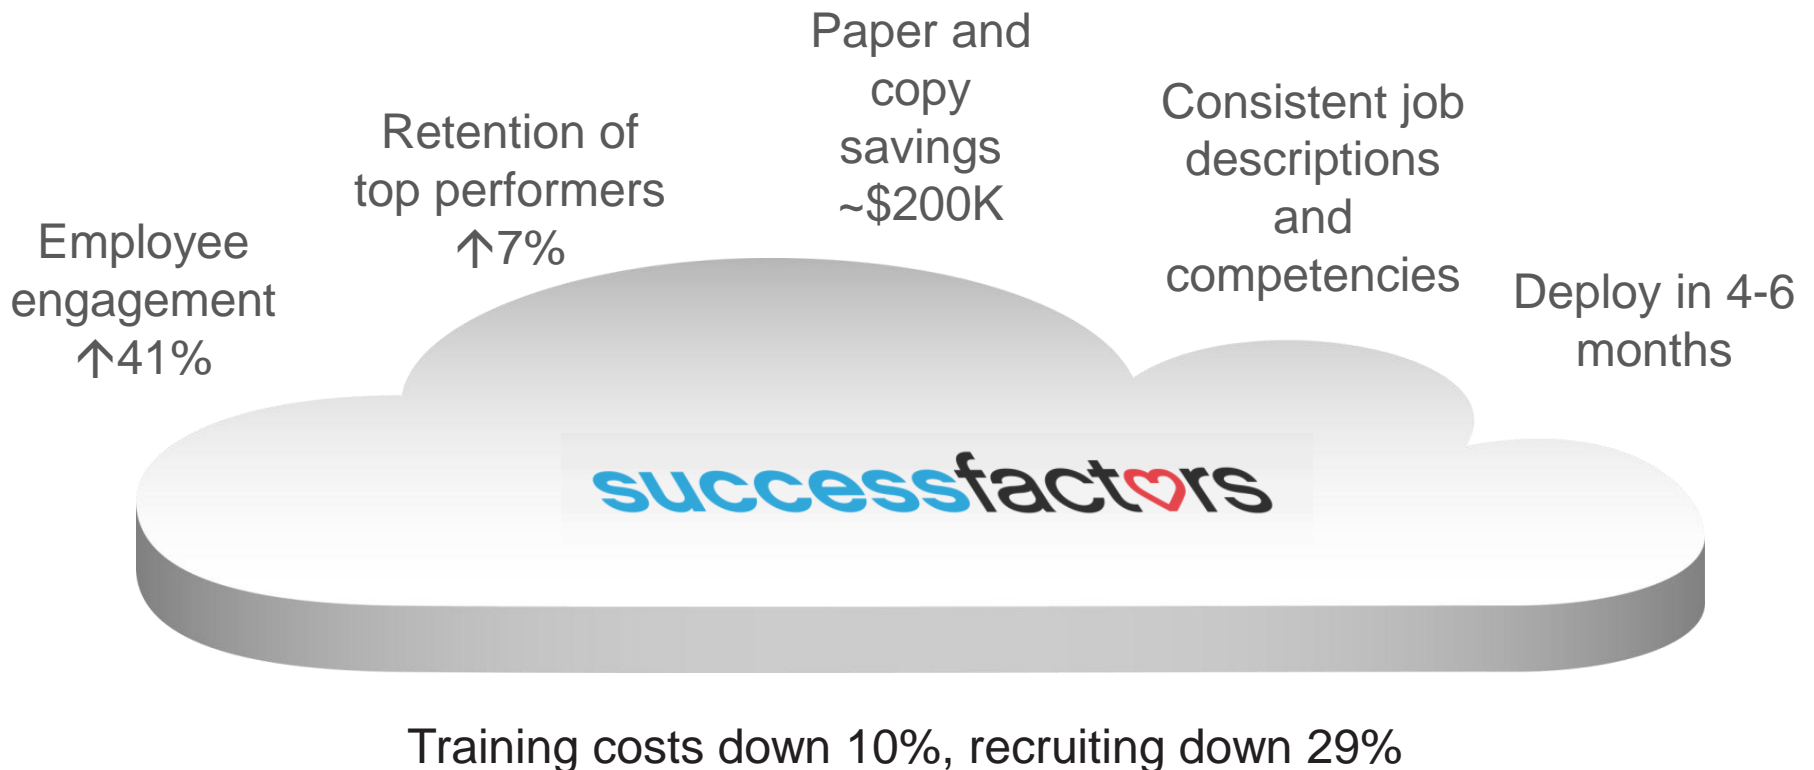 Employee
engagement
↑41%
Retention of
top performers
↑7%
Paper and
copy
savings
~$200K
Consistent job
descriptions
and
competencies
Deploy in 4-6
months
successfactors
Training costs down 10%, recruiting down 29%